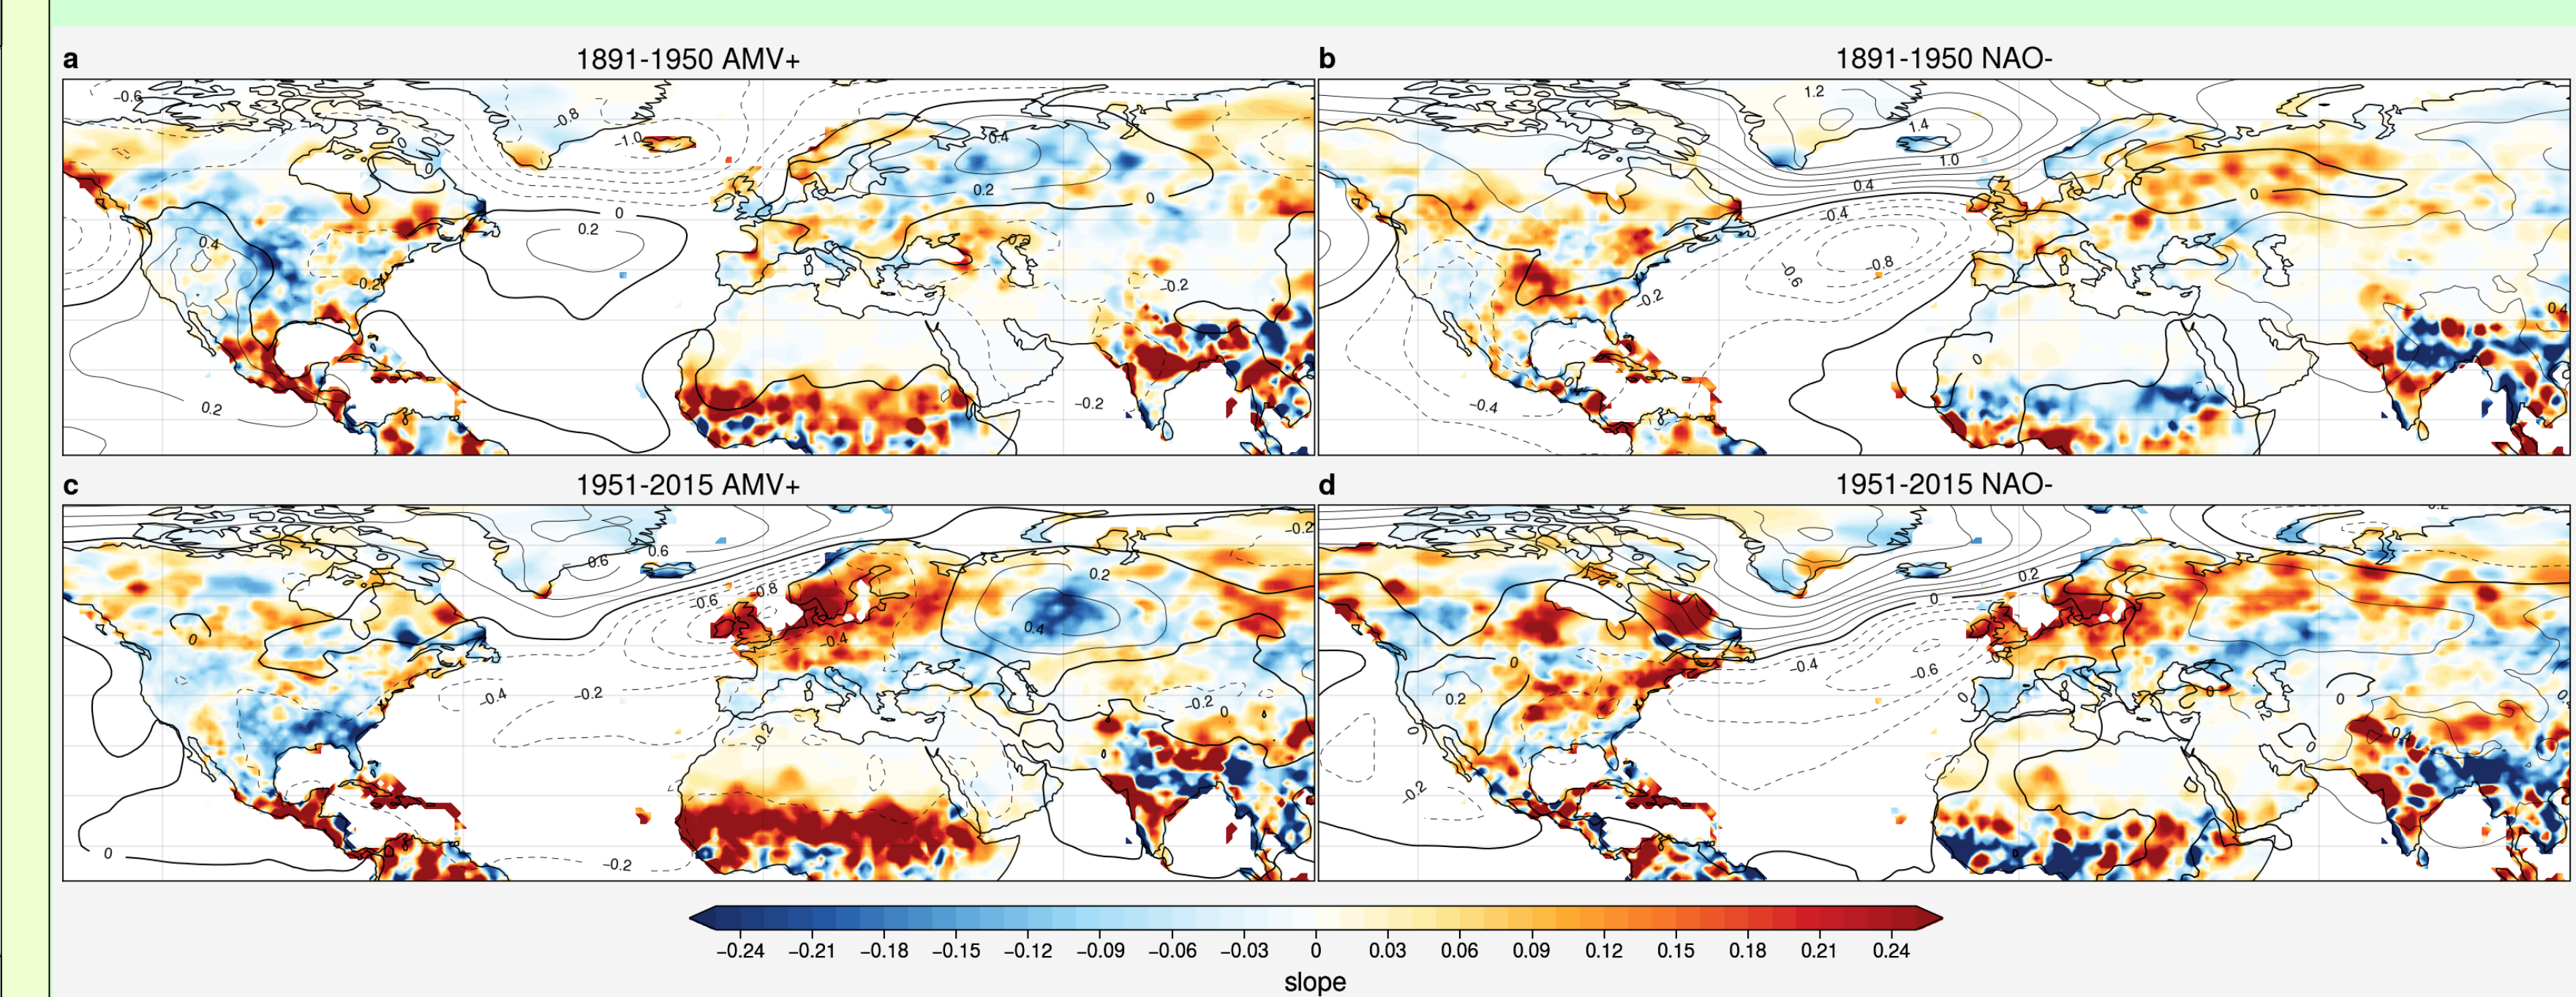 a 1891-1950 AMV+
b 1891-1950 NAO-
−0.6 −0.8 −1.0 0 0.4 0.2 0 0 0.2 0.4 −0.2 −0.2 −0.2 0.2
1.2 1.4 1.0 0.4 0 −0.4 −0.6 −0.8 −0.2 0 0.4 −0.4
c 1951-2015 AMV+
d 1951-2015 NAO-
−0.2 0.6 0.6 0.2 −0.8 −0.6 0.4 −0.4 0 −0.4 −0.2 −0.2 0 0 −0.2
0.2 0 −0.4 −0.6 0 0.2 0 0 0 0 0 −0.2
−0.24 −0.21 −0.18 −0.15 −0.12 −0.09 −0.06 −0.03 0 0.03 0.06 0.09 0.12 0.15 0.18 0.21 0.24
slope